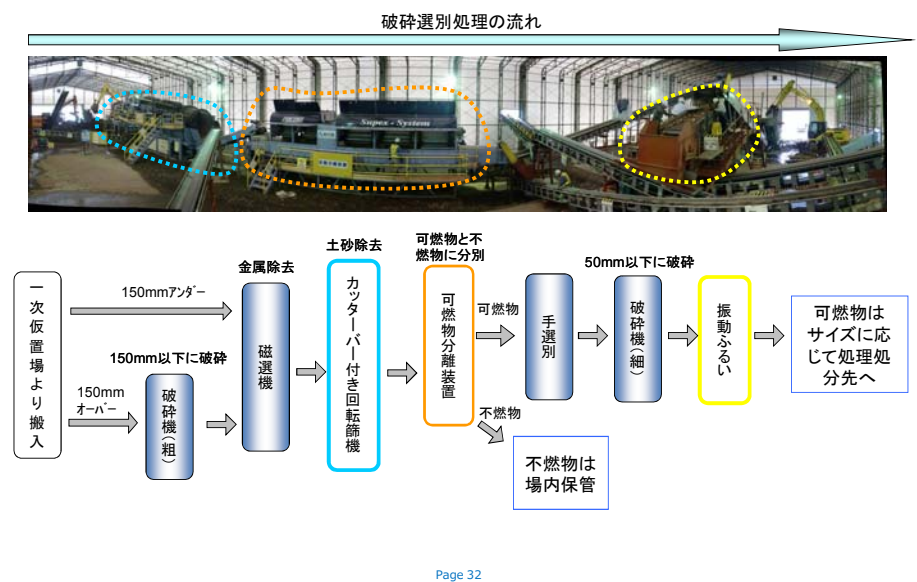 破砕選別処理の流れ
Supex - System
一次仮置場より搬入
150mmアンダー
150mm
オーバー
150mm以下に破砕
破砕機(粗)
金属除去
磁選機
土砂除去
カッターバー付き回転篩機
可燃物と不
燃物に分別
可燃物分離装置
可燃物
不燃物
手選別
50mm以下に破砕
破砕機(細)
振動ふるい
可燃物は
サイズに応
じて処理処
分先へ
不燃物は
場内保管
Page 32